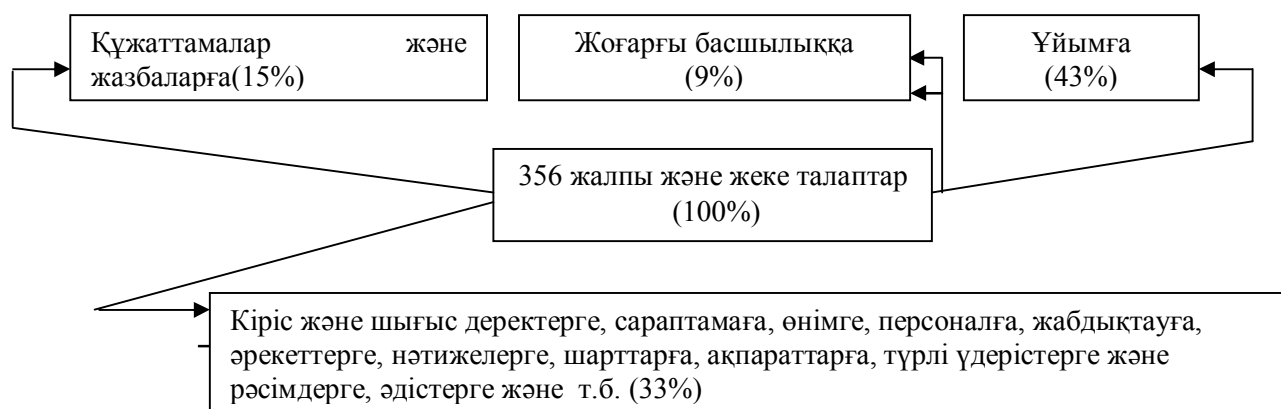 Құжаттамалар және
жазбаларға(15%)
Жоғарғы басшылыққа
(9%)
Ұйымға
(43%)
356 жалпы және жеке талаптар
(100%)
Кіріс және шығыс деректерге, сараптамаға, өнімге, персоналға, жабдықтауға,
әрекеттерге, нәтижелерге, шарттарға, ақпараттарға, түрлі үдерістерге және
рәсімдерге, әдістерге және т.б. (33%)